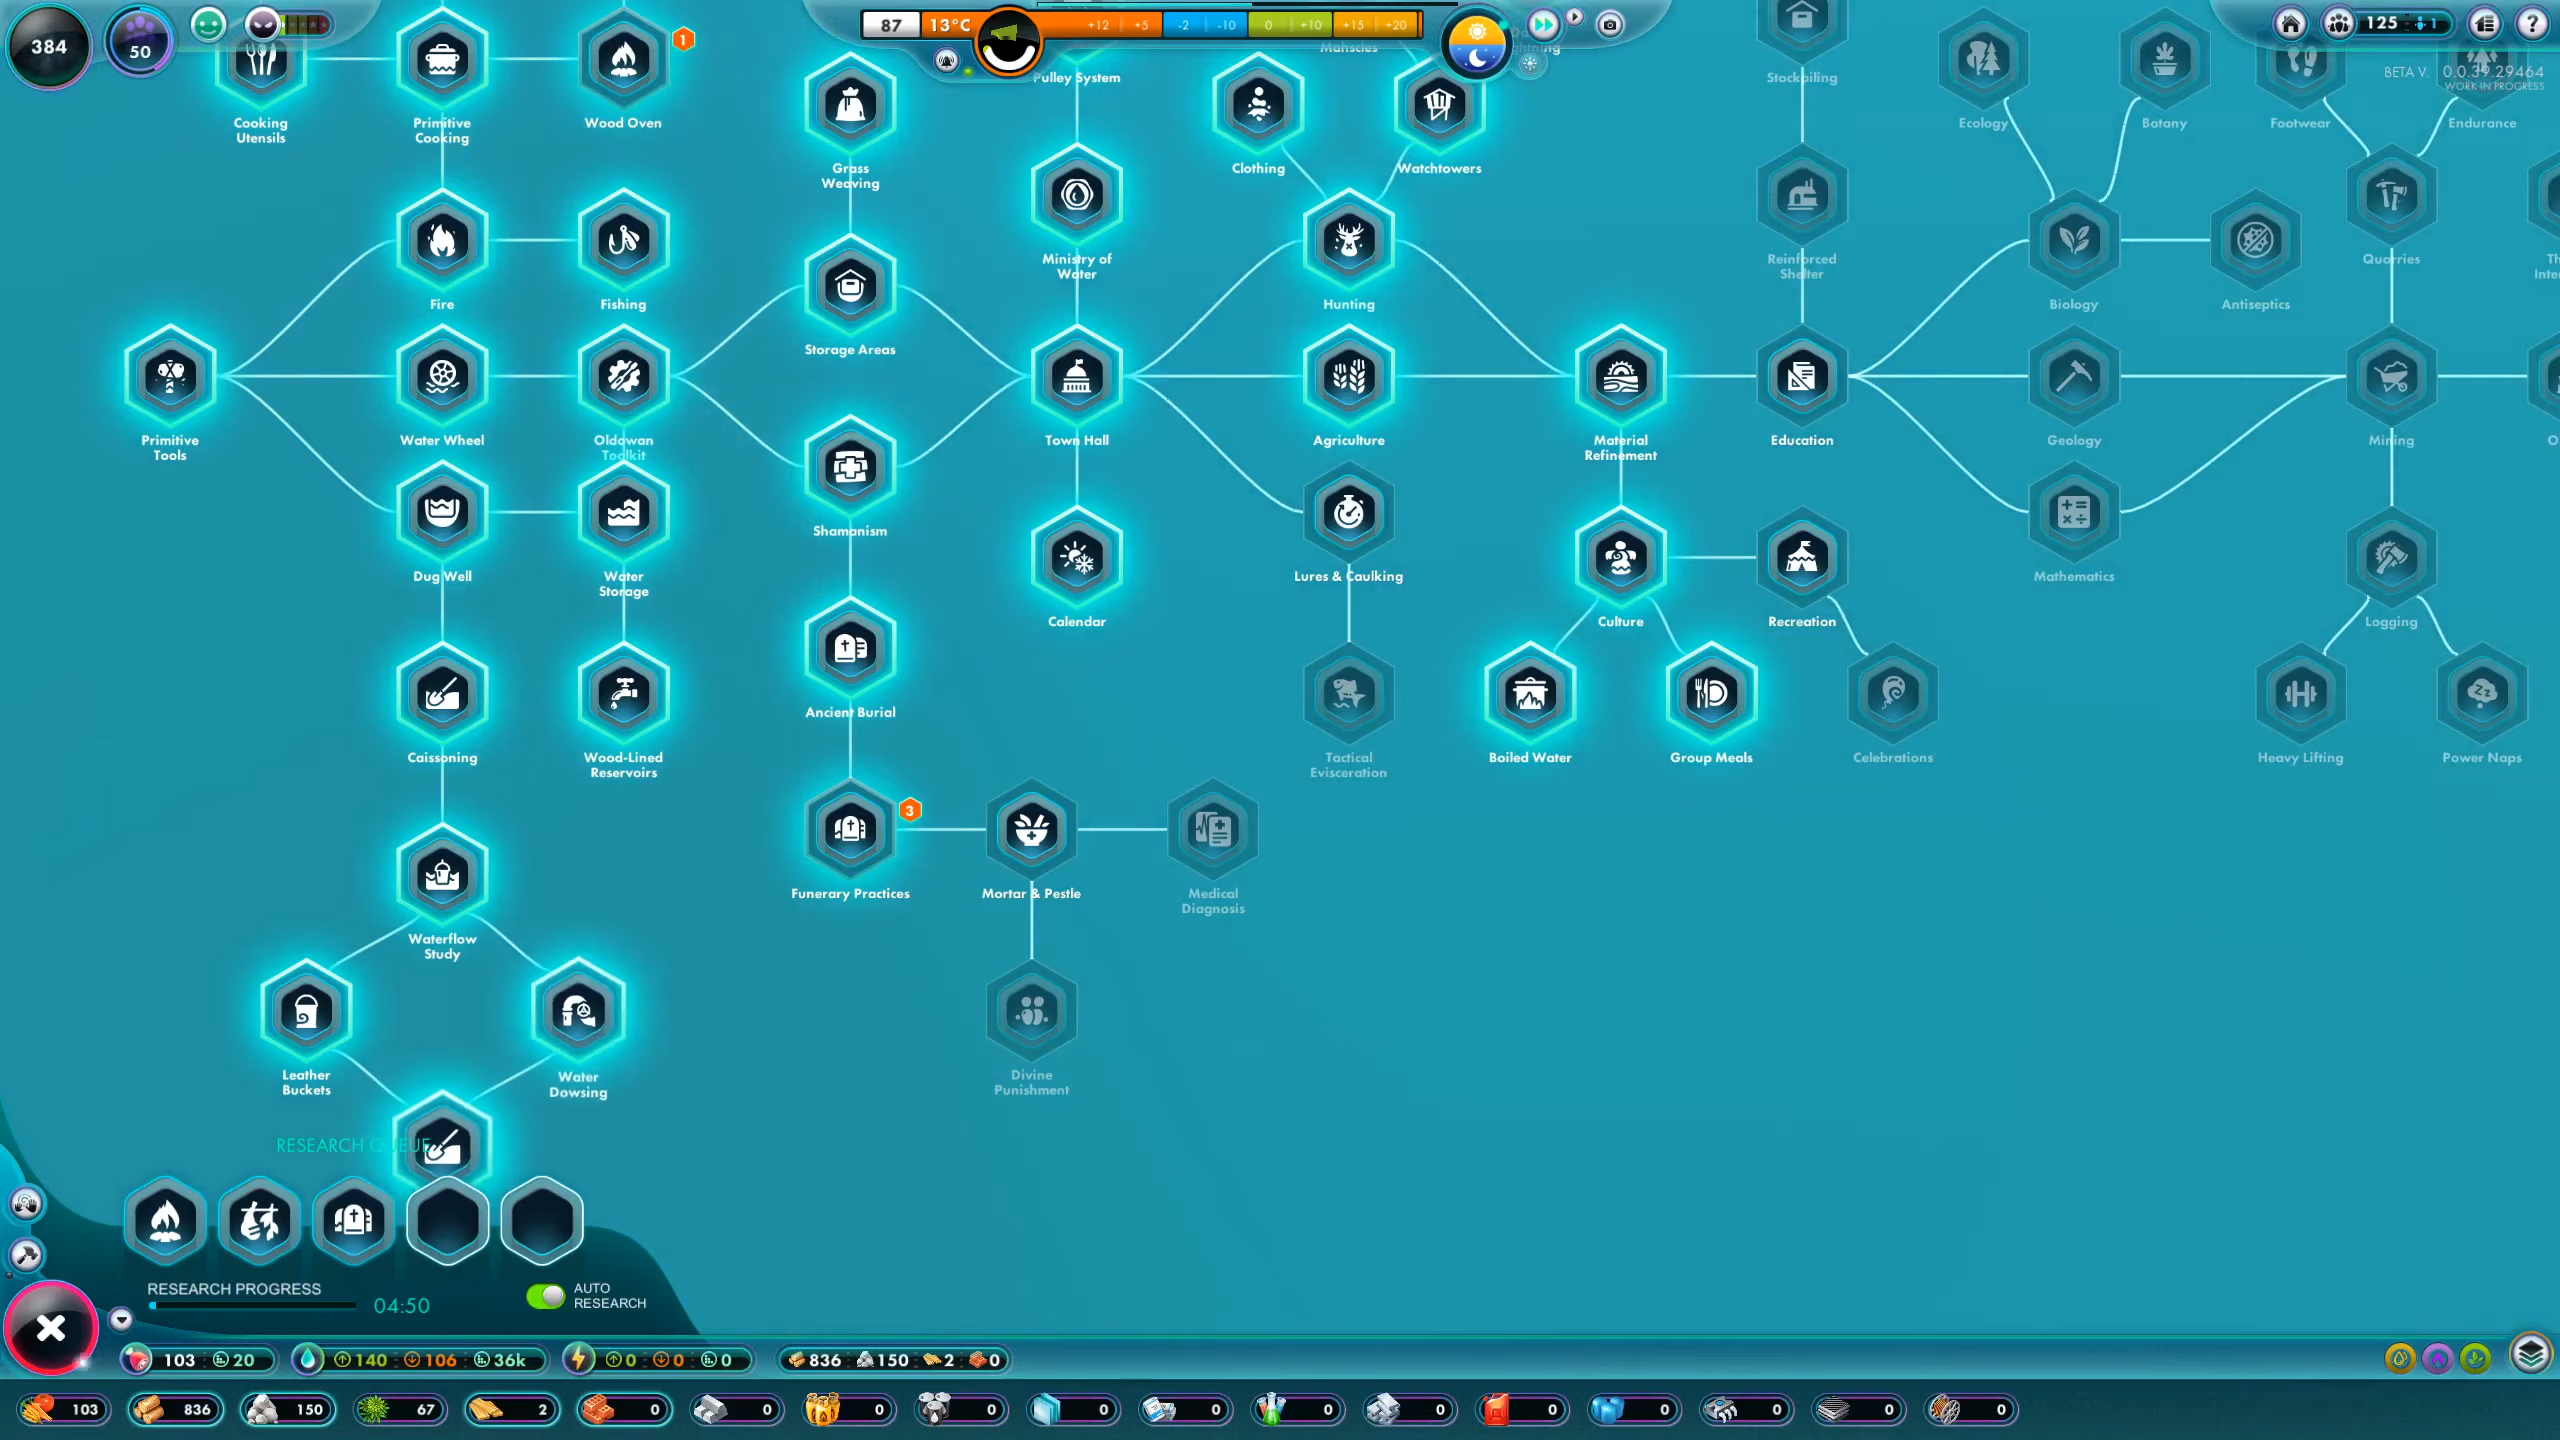 384
50
87
13°C
+12
+5
-2
-10
0
+10
+15
+20
125
1
BETA V. 0.0.39.29464
WORK IN PROGRESS
Cooking
Utensils
Primitive
Cooking
Wood Oven
1
Grass
Weaving
Pulley System
Clothing
Watchtowers
Stockpiling
Ecology
Botany
Footwear
Endurance
Fire
Fishing
Storage Areas
Ministry of
Water
Hunting
Reinforced
Shelter
Biology
Antiseptics
Quarries
Th
Inte
Primitive
Tools
Water Wheel
Oldowan
Toolkit
Town Hall
Agriculture
Material
Refinement
Education
Geology
Mining
O
Shamanism
Dug Well
Water
Storage
Calendar
Lures & Caulking
Culture
Recreation
Mathematics
Logging
Caissoning
Wood-Lined
Reservoirs
Ancient Burial
Tactical
Evisceration
Boiled Water
Group Meals
Celebrations
Heavy Lifting
Power Naps
Waterflow
Study
3
Funerary Practices
Mortar & Pestle
Medical
Diagnosis
Leather
Buckets
Water
Dowsing
Divine
Punishment
RESEARCH QUEUE
RESEARCH PROGRESS
04:50
AUTO
RESEARCH
103
20
140
106
36k
0
0
0
836
150
2
0
103
836
150
67
2
0
0
0
0
0
0
0
0
0
0
0
0
0